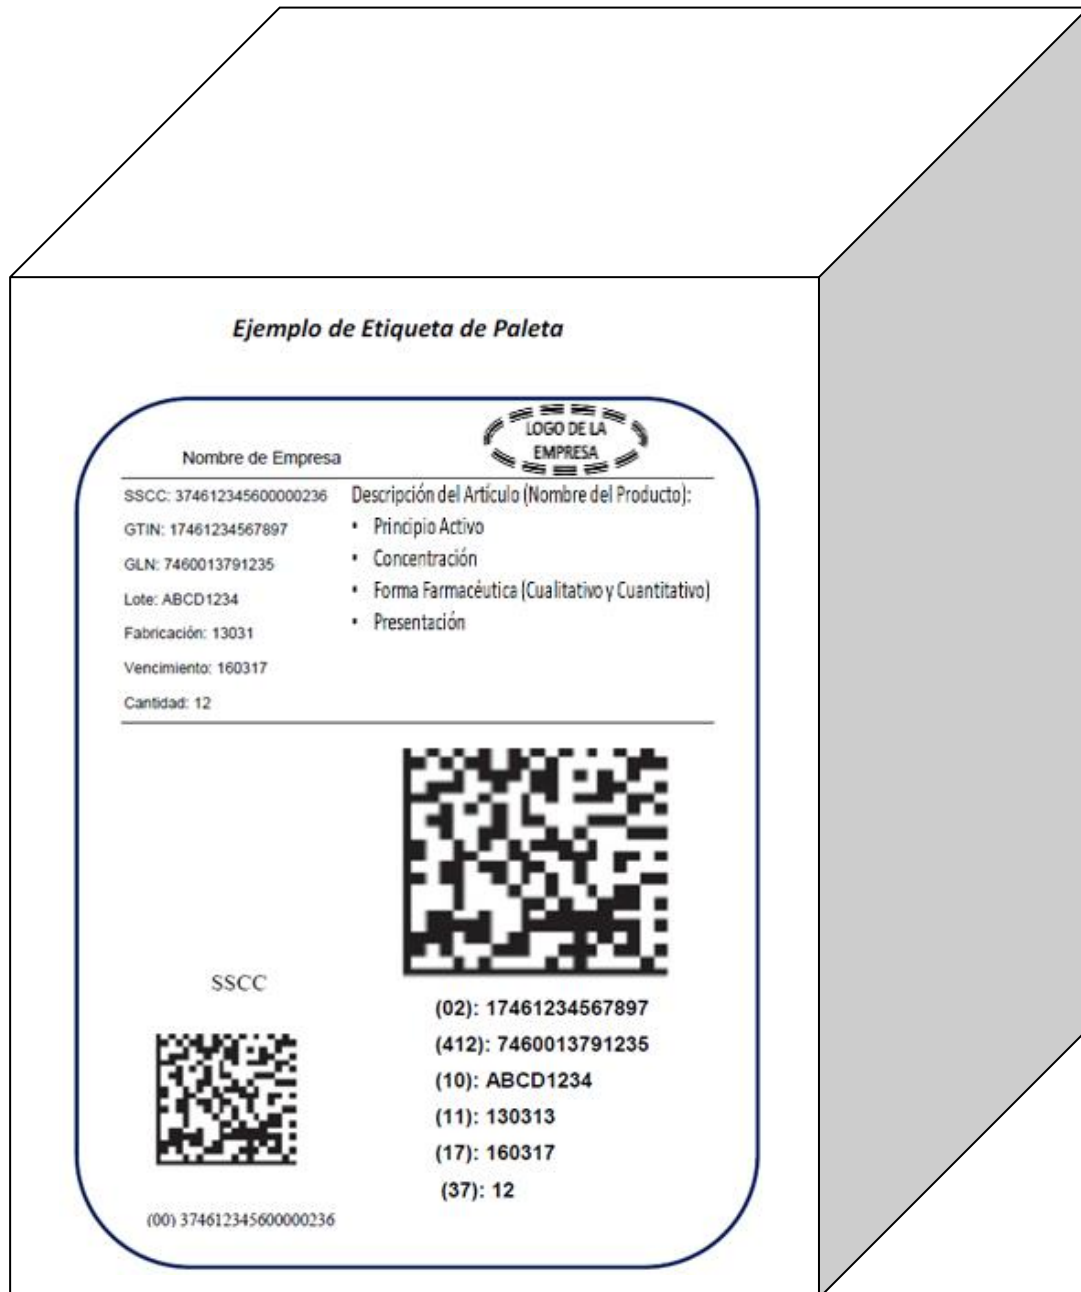 Ejemplo de Etiqueta de Paleta
LOGO DE LA
EMPRESA
Nombre de Empresa
SSCC: 374612345600000236
GTIN: 17461234567897
GLN: 7460013791235
Lote: ABCD1234
Fabricación: 13031
Vencimiento: 160317
Cantidad: 12
Descripción del Artículo (Nombre del Producto):
• Principio Activo
• Concentración
• Forma Farmacéutica (Cualitativo y Cuantitativo)
• Presentación
SSCC
(00) 374612345600000236
(02): 17461234567897
(412): 7460013791235
(10): ABCD1234
(11): 130313
(17): 160317
(37): 12